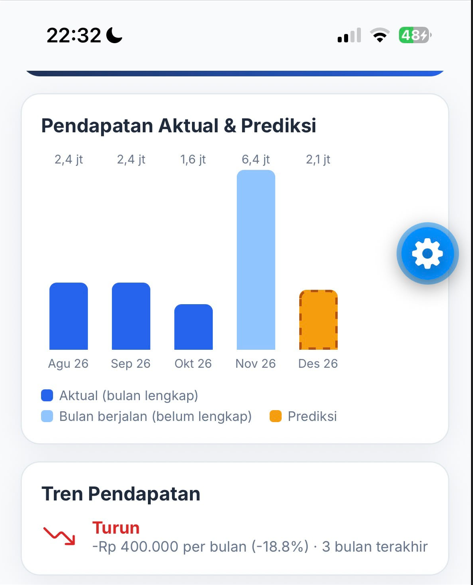 22:32
48
Pendapatan Aktual & Prediksi
2,4 jt 2,4 jt 1,6 jt 6,4 jt 2,1 jt
Agu 26 Sep 26 Okt 26 Nov 26 Des 26
Aktual (bulan lengkap)
Bulan berjalan (belum lengkap) Prediksi
Tren Pendapatan
Turun
-Rp 400.000 per bulan (-18.8%) · 3 bulan terakhir